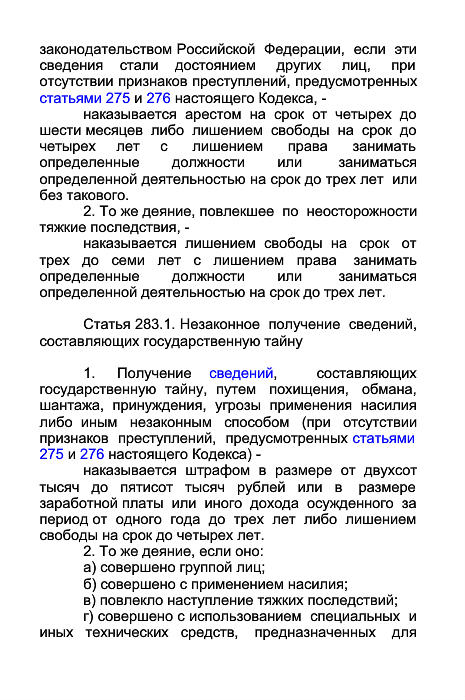 законодательством Российской Федерации, если эти
сведения стали достоянием других лиц, при
отсутствии признаков преступлений, предусмотренных
статьями 275 и 276 настоящего Кодекса, -
наказывается арестом на срок от четырех до
шести месяцев либо лишением свободы на срок до
четырех лет с лишением права занимать
определенные должности или заниматься
определенной деятельностью на срок до трех лет или
без такового.
2. То же деяние, повлекшее по неосторожности
тяжкие последствия, -
наказывается лишением свободы на срок от
трех до семи лет с лишением права занимать
определенные должности или заниматься
определенной деятельностью на срок до трех лет.
Статья 283.1. Незаконное получение сведений,
составляющих государственную тайну
1. Получение сведений, составляющих
государственную тайну, путем похищения, обмана,
шантажа, принуждения, угрозы применения насилия
либо иным незаконным способом (при отсутствии
признаков преступлений, предусмотренных статьями
275 и 276 настоящего Кодекса) -
наказывается штрафом в размере от двухсот
тысяч до пятисот тысяч рублей или в размере
заработной платы или иного дохода осужденного за
период от одного года до трех лет либо лишением
свободы на срок до четырех лет.
2. То же деяние, если оно:
а) совершено группой лиц;
б) совершено с применением насилия;
в) повлекло наступление тяжких последствий;
г) совершено с использованием специальных и
иных технических средств, предназначенных для